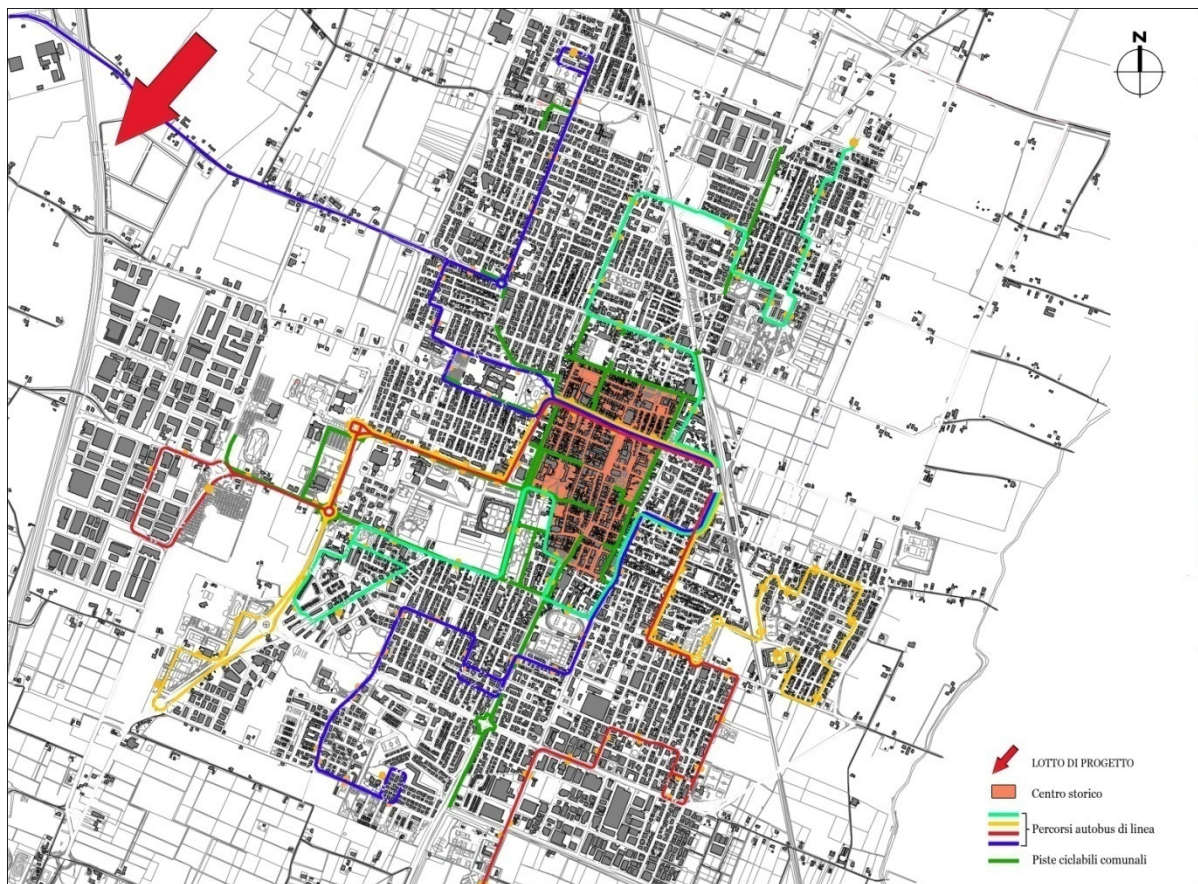 N
LOTTO DI PROGETTO
Centro storico
Percorsi autobus di linea
Piste ciclabili comunali